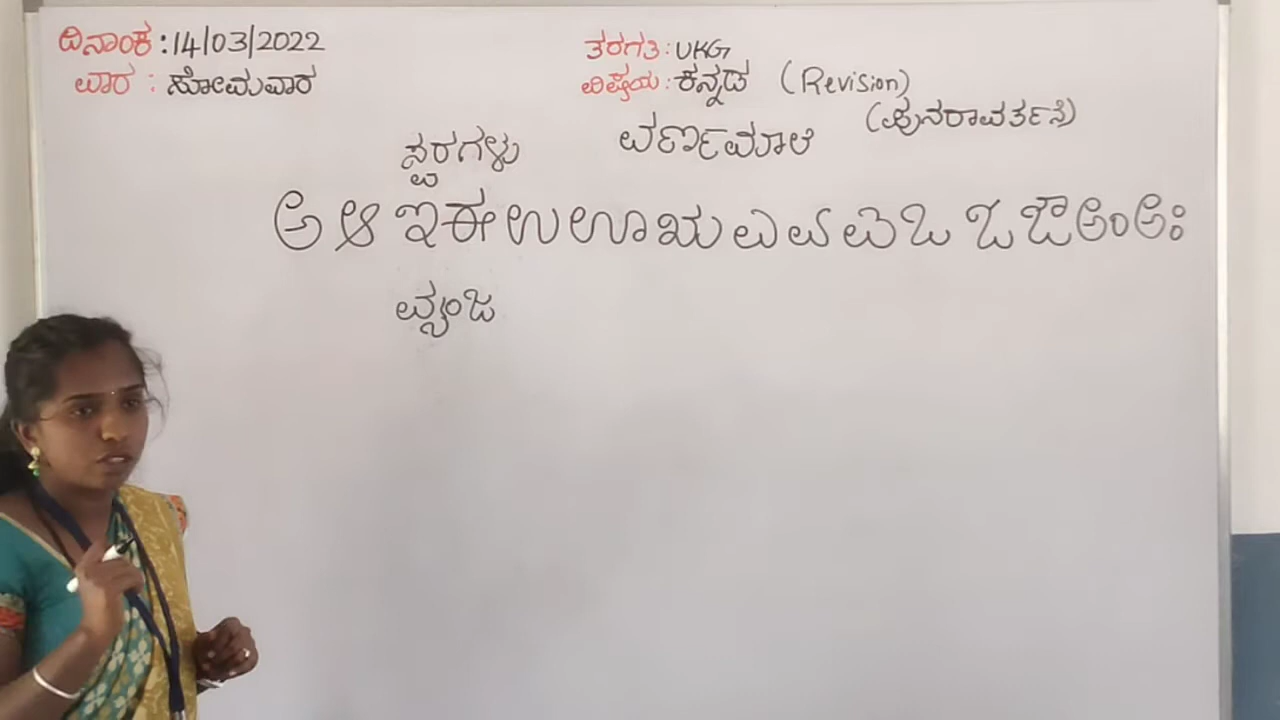 ದಿನಾಂಕ : 14/03/2022
ವಾರ : ಸೋಮವಾರ
ತರಗತಿ : UKG
ವಿಷಯ : ಕನ್ನಡ (Revision)
(ಪುನರಾವರ್ತನೆ)
ವರ್ಣಮಾಲೆ
ಸ್ವರಗಳು
ಅ ಆ ಇ ಈ ಉ ಊ ಋ ಎ ಏ ಐ ಒ ಓ ಔ ಅಂ ಅಃ
ವ್ಯಂಜ